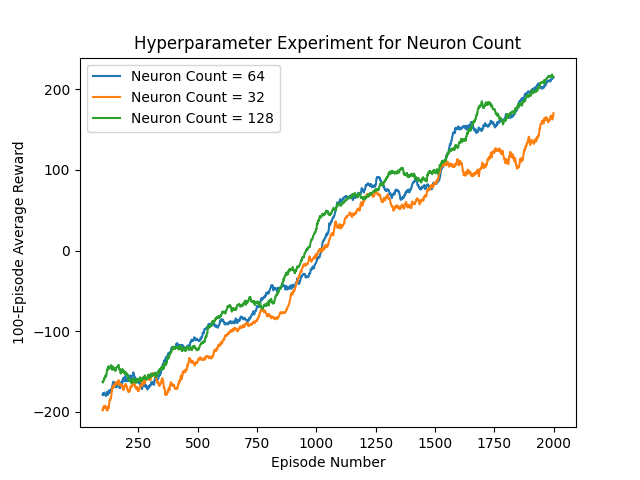 Hyperparameter Experiment for Neuron Count
Neuron Count = 64
Neuron Count = 32
Neuron Count = 128
100-Episode Average Reward
200
100
0
−100
−200
250 500 750 1000 1250 1500 1750 2000
Episode Number